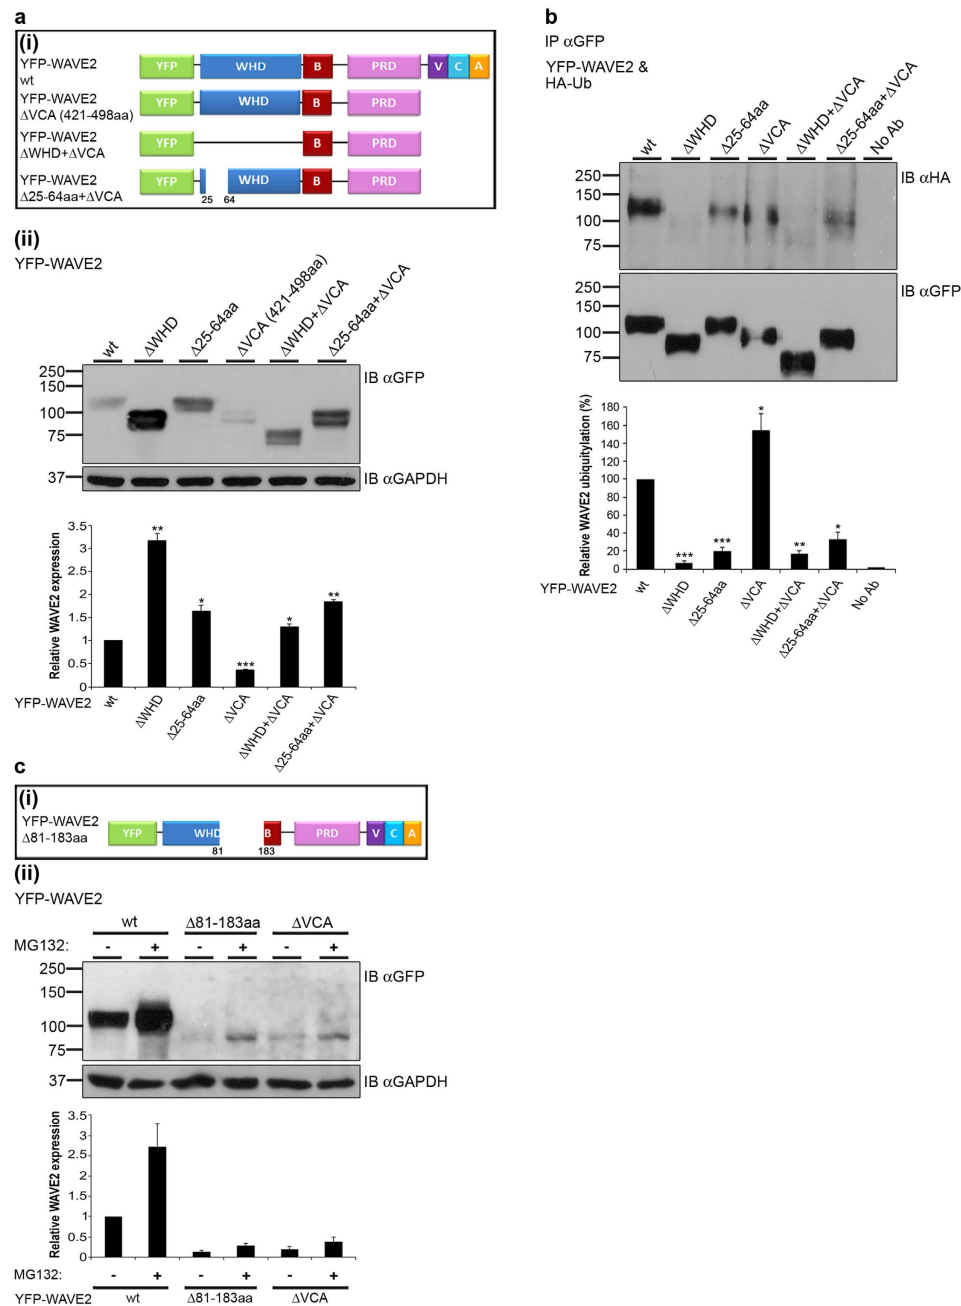 a
(i)
YFP-WAVE2
wt
YFP WHD B PRD V C A
YFP-WAVE2
ΔVCA (421-498aa)
YFP WHD B PRD
YFP-WAVE2
ΔWHD+ΔVCA
YFP B PRD
YFP-WAVE2
Δ25-64aa+ΔVCA
YFP WHD B PRD
25 64
(ii)
YFP-WAVE2
wt ΔWHD Δ25-64aa ΔVCA (421-498aa) ΔWHD+ΔVCA Δ25-64aa+ΔVCA
250
150
100
75
IB αGFP
37
IB αGAPDH
Relative WAVE2 expression
3.5
3
2.5
2
1.5
1
0.5
0
** * *** * **
YFP-WAVE2 wt ΔWHD Δ25-64aa ΔVCA ΔWHD+ΔVCA Δ25-64aa+ΔVCA
b
IP αGFP
YFP-WAVE2 &
HA-Ub
wt ΔWHD Δ25-64aa ΔVCA ΔWHD+ΔVCA Δ25-64aa+ΔVCA No Ab
250
150
100
75
IB αHA
250
150
100
75
IB αGFP
Relative WAVE2 ubiquitylation (%)
180
160
140
120
100
80
60
40
20
0
*** *** * ** *
YFP-WAVE2 wt ΔWHD Δ25-64aa ΔVCA ΔWHD+ΔVCA Δ25-64aa+ΔVCA No Ab
c
(i)
YFP-WAVE2
Δ81-183aa
YFP WHD B PRD V C A
81 183
(ii)
YFP-WAVE2
wt Δ81-183aa ΔVCA
MG132: - + - + - +
250
150
100
75
IB αGFP
37
IB αGAPDH
Relative WAVE2 expression
3.5
3
2.5
2
1.5
1
0.5
0
MG132: - + - + - +
YFP-WAVE2 wt Δ81-183aa ΔVCA